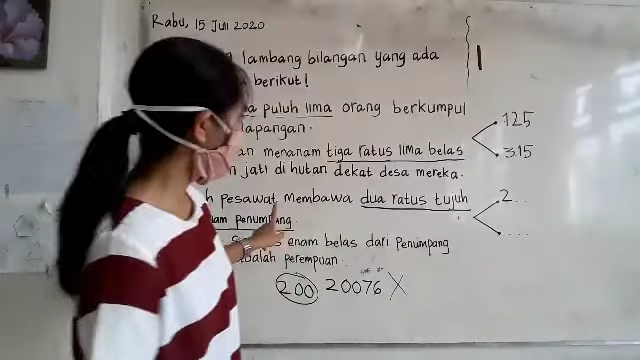 Rabu, 15 Juli 2020
lambang bilangan yang ada
berikut!
puluh lima orang berkumpul
lapangan.
menanam tiga ratus lima belas
jati di hutan dekat desa mereka.
pesawat membawa dua ratus tujuh
penumpang.
enam belas dari penumpang
adalah perempuan.
125
315
2...
....
200 20076 X